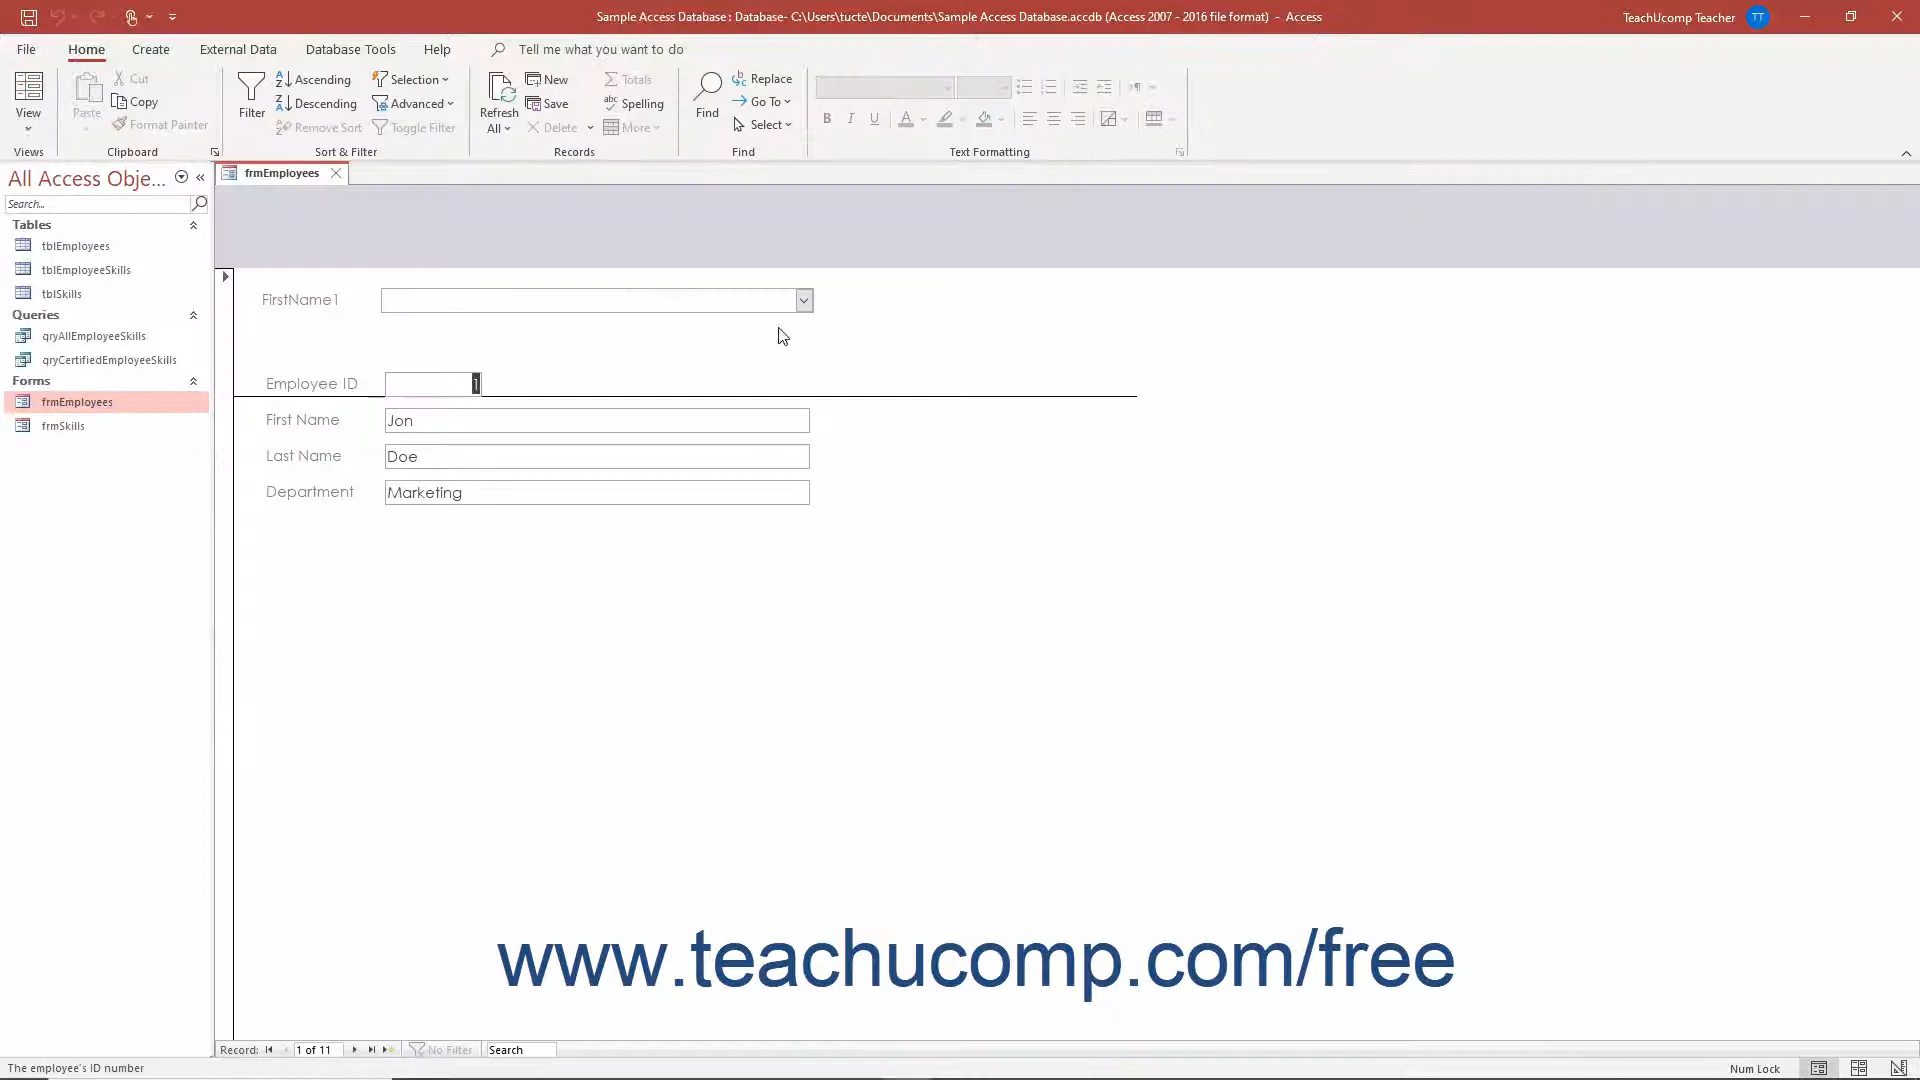 Sample Access Database : Database- C:\Users\tucte\Documents\Sample Access Database.accdb (Access 2007 - 2016 file format) - Access
TeachUcomp Teacher TT
File Home Create External Data Database Tools Help Tell me what you want to do
View
Views
Paste
Cut
Copy
Format Painter
Clipboard
Filter
Ascending
Descending
Remove Sort
Selection
Advanced
Toggle Filter
Sort & Filter
Refresh
All
New
Save
Delete
Totals
Spelling
More
Records
Find
Replace
Go To
Select
Find
B I U A
Text Formatting
All Access Obje...
Search...
Tables
tblEmployees
tblEmployeeSkills
tblSkills
Queries
qryAllEmployeeSkills
qryCertifiedEmployeeSkills
Forms
frmEmployees
frmSkills
frmEmployees
FirstName1
Employee ID 1
First Name Jon
Last Name Doe
Department Marketing
www.teachucomp.com/free
Record: 1 of 11 No Filter Search
The employee's ID number
Num Lock